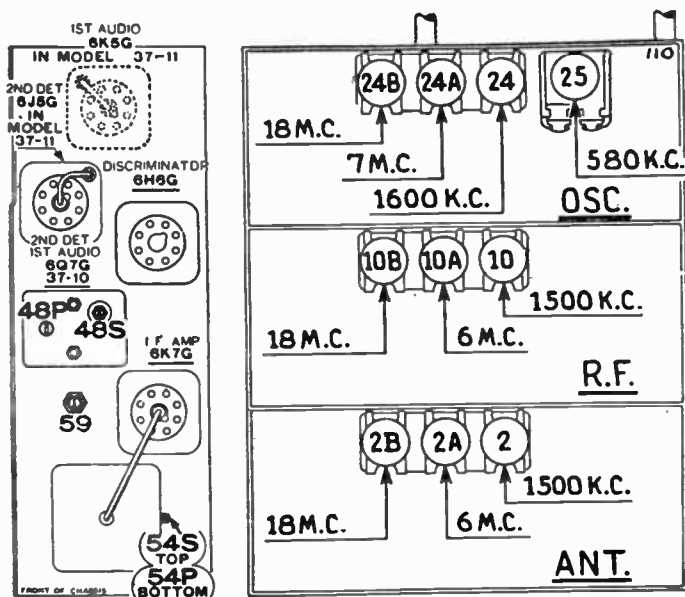 1ST AUDIO
6K5G
IN MODEL 37-11
2ND DET
6J5G
IN
MODEL
37-11
DISCRIMINATOR
6H6G
2ND DET
1ST AUDIO
6Q7G
37-10
48P
48S
I.F. AMP
6K7G
59
54S
TOP
54P
BOTTOM
FRONT OF CHASSIS
110
24B
24A
24
25
18 M.C.
7 M.C.
1600 K.C.
580 K.C.
OSC.
10B
10A
10
18 M.C.
6 M.C.
1500 K.C.
R.F.
2B
2A
2
18 M.C.
6 M.C.
1500 K.C.
ANT.